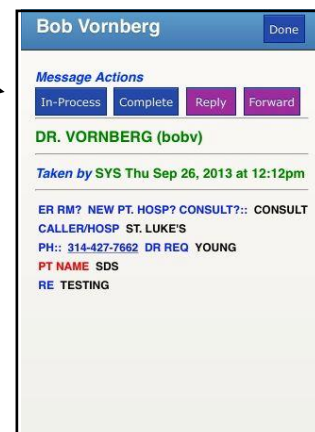 Bob Vornberg Done
Message Actions
In-Process Complete Reply Forward
DR. VORNBERG (bobv)
Taken by SYS Thu Sep 26, 2013 at 12:12pm
ER RM? NEW PT. HOSP? CONSULT?:: CONSULT
CALLER/HOSP ST. LUKE'S
PH:: 314-427-7662 DR REQ YOUNG
PT NAME SDS
RE TESTING